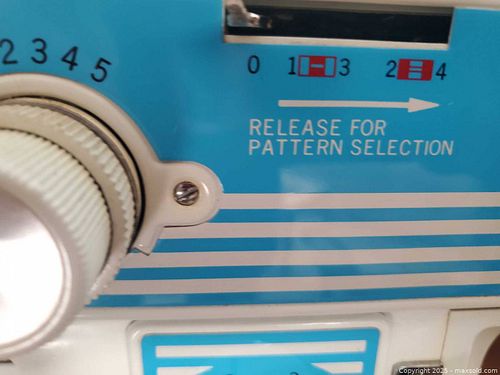 2 3 4 5
0 1 3 2 4
RELEASE FOR
PATTERN SELECTION
Copyright 2025 - maxsold.com